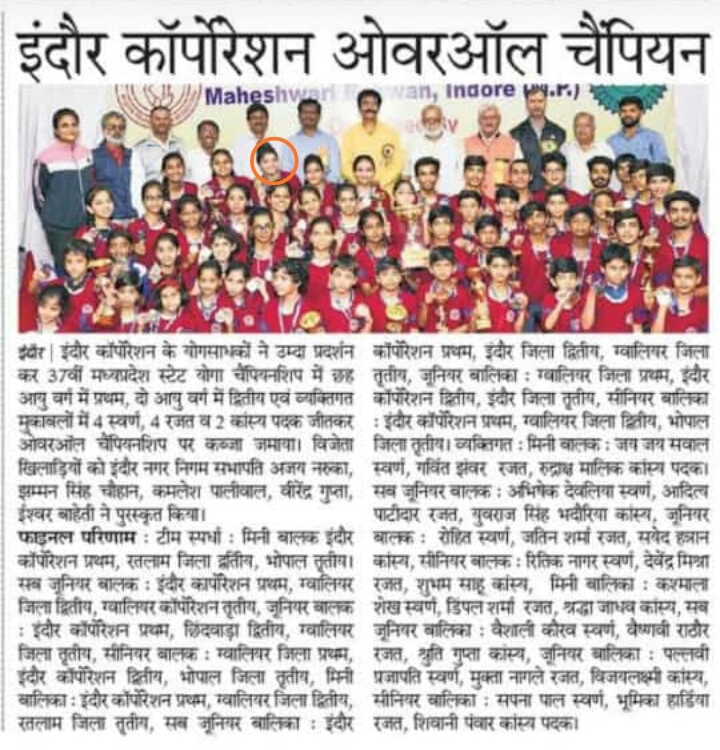 इंदौर कॉर्पोरेशन ओवरऑल चैंपियन
Maheshwari Indore (M.P.)
इंदौर | इंदौर कॉर्पोरेशन के योगसाधकों ने उम्दा प्रदर्शन
कर 37वीं मध्यप्रदेश स्टेट योगा चैंपियनशिप में छह
आयु वर्ग में प्रथम, दो आयु वर्ग में द्वितीय एवं व्यक्तिगत
मुकाबलों में 4 स्वर्ण, 4 रजत व 2 कांस्य पदक जीतकर
ओवरऑल चैंपियनशिप पर कब्जा जमाया। विजेता
खिलाड़ियों को इंदौर नगर निगम सभापति अजय नरुका,
झम्मन सिंह चौहान, कमलेश पालीवाल, वीरेंद्र गुप्ता,
ईश्वर बाहेती ने पुरस्कृत किया।
फाइनल परिणाम : टीम स्पर्धा : मिनी बालक इंदौर
कॉर्पोरेशन प्रथम, रतलाम जिला द्वितीय, भोपाल तृतीय।
सब जूनियर बालक : इंदौर कार्पोरेशन प्रथम, ग्वालियर
जिला द्वितीय, ग्वालियर कॉर्पोरेशन तृतीय, जूनियर बालक
: इंदौर कॉर्पोरेशन प्रथम, छिंदवाड़ा द्वितीय, ग्वालियर
जिला तृतीय, सीनियर बालक : ग्वालियर जिला प्रथम,
इंदौर कॉर्पोरेशन द्वितीय, भोपाल जिला तृतीय, मिनी
बालिका : इंदौर कॉर्पोरेशन प्रथम, ग्वालियर जिला द्वितीय,
रतलाम जिला तृतीय, सब जूनियर बालिका : इंदौर
कॉर्पोरेशन प्रथम, इंदौर जिला द्वितीय, ग्वालियर जिला
तृतीय, जूनियर बालिका : ग्वालियर जिला प्रथम, इंदौर
कॉर्पोरेशन द्वितीय, इंदौर जिला तृतीय, सीनियर बालिका
: इंदौर कॉर्पोरेशन प्रथम, ग्वालियर जिला द्वितीय, भोपाल
जिला तृतीय। व्यक्तिगत : मिनी बालक : जय जय सवाल
स्वर्ण, गर्वित झंवर रजत, रुद्राक्ष मालिक कांस्य पदक।
सब जूनियर बालक : अभिषेक देवलिया स्वर्ण, आदित्य
पाटीदार रजत, युवराज सिंह भदौरिया कांस्य, जूनियर
बालक : रोहित स्वर्ण, जतिन शर्मा रजत, सयेद हन्नान
कांस्य, सीनियर बालक : रितिक नागर स्वर्ण, देवेंद्र मिश्रा
रजत, शुभम साहू कांस्य, मिनी बालिका : कश्माला
शेख स्वर्ण, डिंपल शर्मा रजत, श्रद्धा जाधव कांस्य, सब
जूनियर बालिका : वैशाली कौरव स्वर्ण, वैष्णवी राठौर
रजत, श्रुति गुप्ता कांस्य, जूनियर बालिका : पल्लवी
प्रजापति स्वर्ण, मुक्ता नागले रजत, विजयलक्ष्मी कांस्य,
सीनियर बालिका : सपना पाल स्वर्ण, भूमिका हार्डिया
रजत, शिवानी पंवार कांस्य पदक।